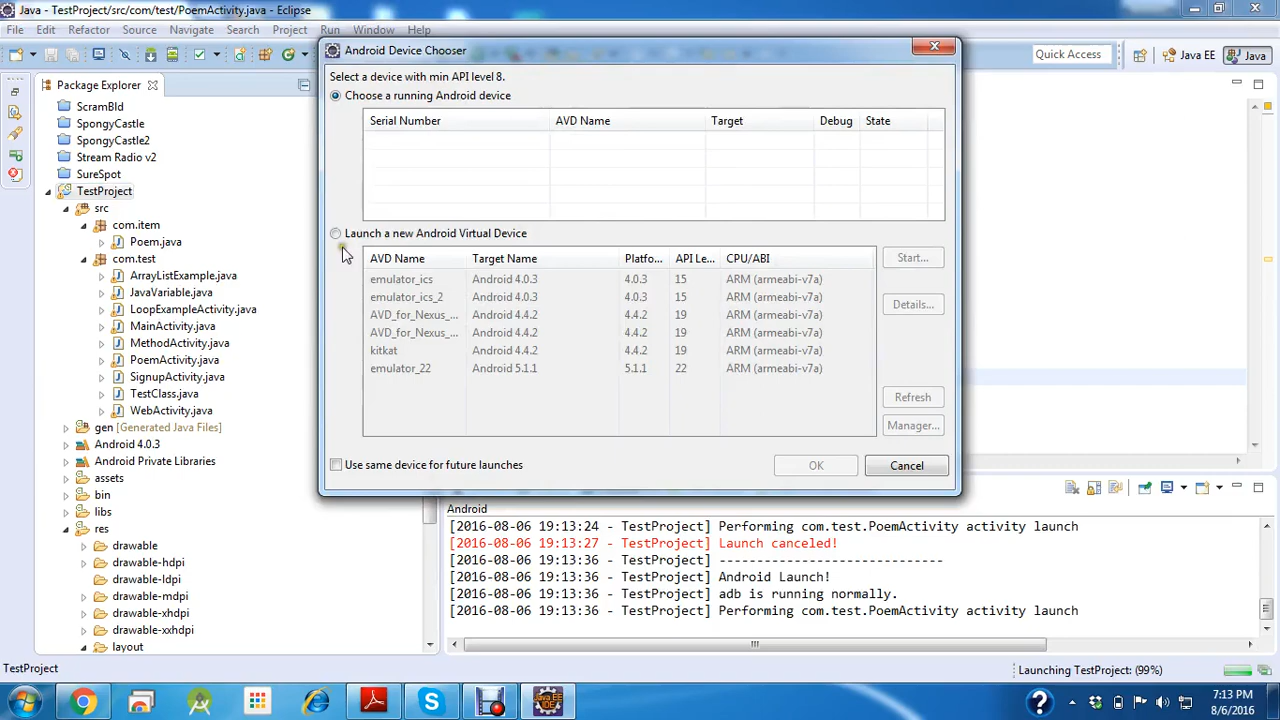 Java - TestProject/src/com/test/PoemActivity.java - Eclipse
File Edit Refactor Source Navigate Search Project Run Window Help
Quick Access
Java EE
Java
Package Explorer
ScramBld
SpongyCastle
SpongyCastle2
Stream Radio v2
SureSpot
TestProject
src
com.item
Poem.java
com.test
ArrayListExample.java
JavaVariable.java
LoopExampleActivity.java
MainActivity.java
MethodActivity.java
PoemActivity.java
SignupActivity.java
TestClass.java
WebActivity.java
gen [Generated Java Files]
Android 4.0.3
Android Private Libraries
assets
bin
libs
res
drawable
drawable-hdpi
drawable-ldpi
drawable-mdpi
drawable-xhdpi
drawable-xxhdpi
layout
Android Device Chooser
Select a device with min API level 8.
Choose a running Android device
Serial Number AVD Name Target Debug State
Launch a new Android Virtual Device
AVD Name Target Name Platfo... API Le... CPU/ABI
emulator_ics Android 4.0.3 4.0.3 15 ARM (armeabi-v7a)
emulator_ics_2 Android 4.0.3 4.0.3 15 ARM (armeabi-v7a)
AVD_for_Nexus_... Android 4.4.2 4.4.2 19 ARM (armeabi-v7a)
AVD_for_Nexus_... Android 4.4.2 4.4.2 19 ARM (armeabi-v7a)
kitkat Android 4.4.2 4.4.2 19 ARM (armeabi-v7a)
emulator_22 Android 5.1.1 5.1.1 22 ARM (armeabi-v7a)
Start...
Details...
Refresh
Manager...
Use same device for future launches
OK
Cancel
Android
[2016-08-06 19:13:24 - TestProject] Performing com.test.PoemActivity activity launch
[2016-08-06 19:13:27 - TestProject] Launch canceled!
[2016-08-06 19:13:36 - TestProject] ------------------------------
[2016-08-06 19:13:36 - TestProject] Android Launch!
[2016-08-06 19:13:36 - TestProject] adb is running normally.
[2016-08-06 19:13:36 - TestProject] Performing com.test.PoemActivity activity launch
TestProject
Launching TestProject: (99%)
Java EE
IDE
7:13 PM
8/6/2016